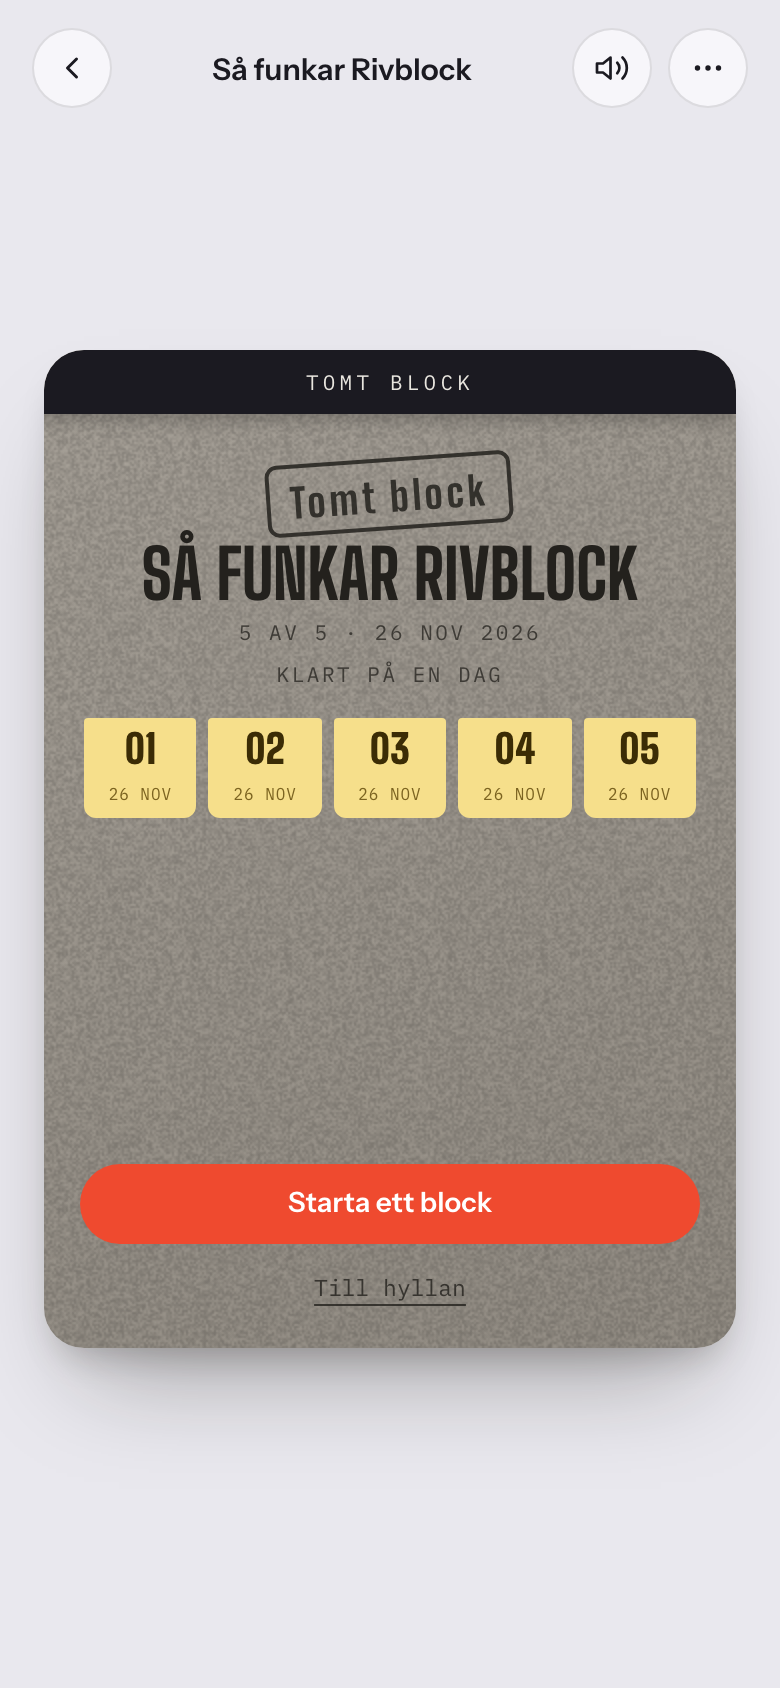 Så funkar Rivblock
TOMT BLOCK
Tomt block
SÅ FUNKAR RIVBLOCK
5 AV 5 · 26 NOV 2026
KLART PÅ EN DAG
01 02 03 04 05
26 NOV 26 NOV 26 NOV 26 NOV 26 NOV
Starta ett block
Till hyllan